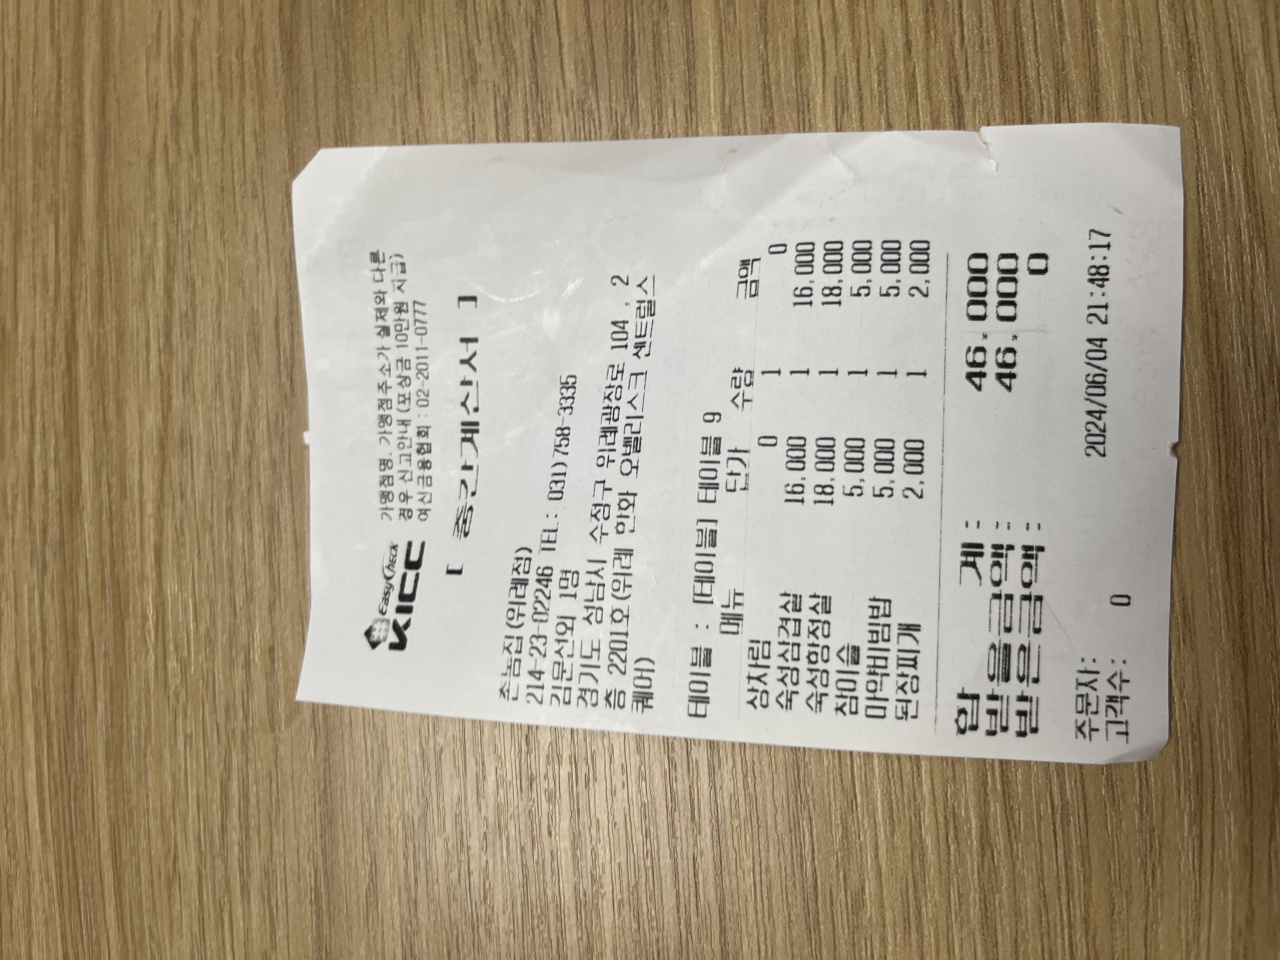 EasyCheck
KICC
가맹점명, 가맹점주소가 실제와 다른
경우 신고안내 (포상금 10만원 지급)
여신금융협회 : 02-2011-0777
[ 중간계산서 ]
촌놈집(위례점)
214-23-02246 TEL : 031)758-3335
김문선외 1명
경기도 성남시 수정구 위례광장로 104 , 2
층 2201호(위례 한화 오벨리스크 센트럴스
퀘어)
테이블 : [테이블] 테이블 9
메뉴 단가 수량 금액
상차림 0 1 0
숙성삼겹살 16,000 1 16,000
숙성항정살 18,000 1 18,000
참이슬 5,000 1 5,000
마약비빔밥 5,000 1 5,000
된장찌개 2,000 1 2,000
합 계 : 46,000
받을금액 : 46,000
받은금액 : 0
주문자: 2024/06/04 21:48:17
고객수: 0